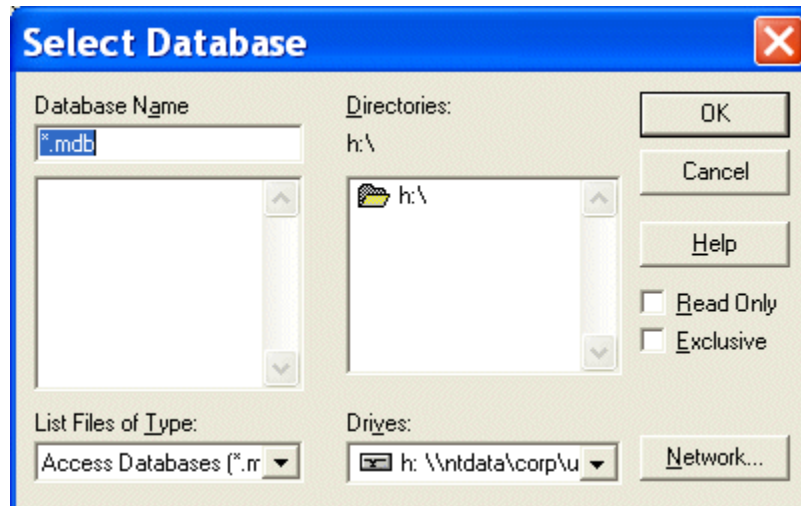 Select Database
Database Name
Directories:
OK
*.mdb
h:\
Cancel
h:\
Help
Read Only
Exclusive
List Files of Type:
Drives:
Access Databases (*.m
h: \\ntdata\corp\u
Network...